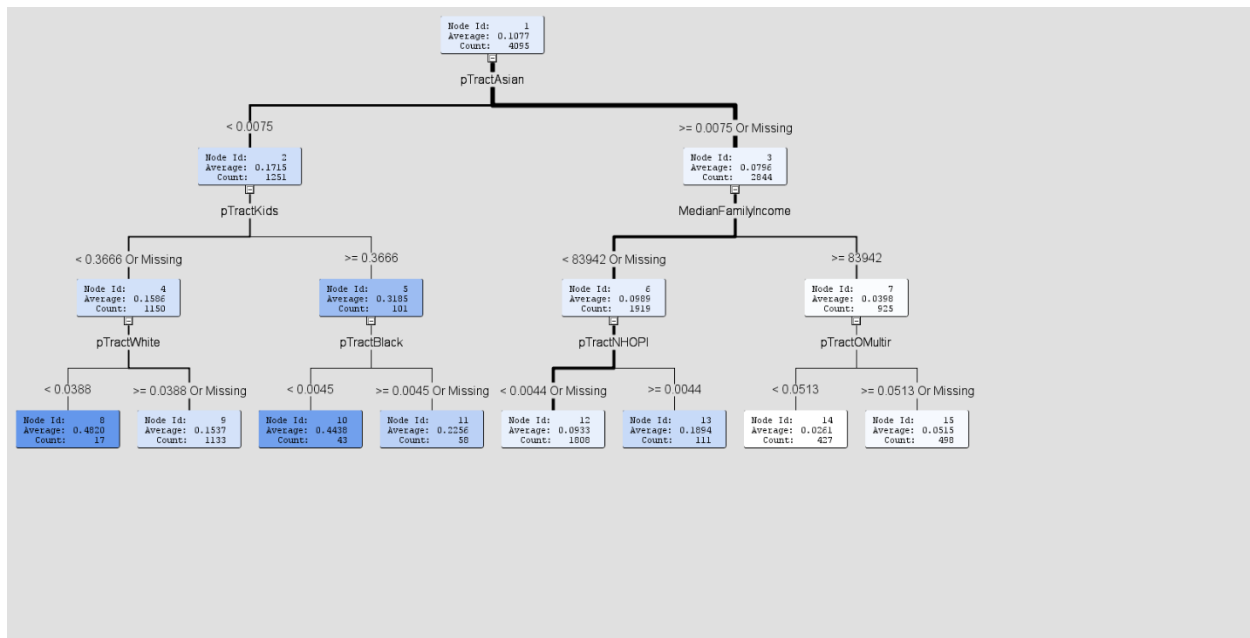 Node Id: 1
Average: 0.1077
Count: 4095
pTractAsian
< 0.0075
>= 0.0075 Or Missing
Node Id: 2
Average: 0.1715
Count: 1251
Node Id: 3
Average: 0.0796
Count: 2844
pTractKids
MedianFamilyIncome
< 0.3666 Or Missing
>= 0.3666
< 83942 Or Missing
>= 83942
Node Id: 4
Average: 0.1586
Count: 1150
Node Id: 5
Average: 0.3185
Count: 101
Node Id: 6
Average: 0.0989
Count: 1919
Node Id: 7
Average: 0.0398
Count: 925
pTractWhite
pTractBlack
pTractNHOPI
pTractOMultir
< 0.0388
>= 0.0388 Or Missing
< 0.0045
>= 0.0045 Or Missing
< 0.0044 Or Missing
>= 0.0044
< 0.0513
>= 0.0513 Or Missing
Node Id: 8
Average: 0.4820
Count: 17
Node Id: 9
Average: 0.1537
Count: 1133
Node Id: 10
Average: 0.4438
Count: 43
Node Id: 11
Average: 0.2256
Count: 58
Node Id: 12
Average: 0.0933
Count: 1808
Node Id: 13
Average: 0.1894
Count: 111
Node Id: 14
Average: 0.0261
Count: 427
Node Id: 15
Average: 0.0515
Count: 498